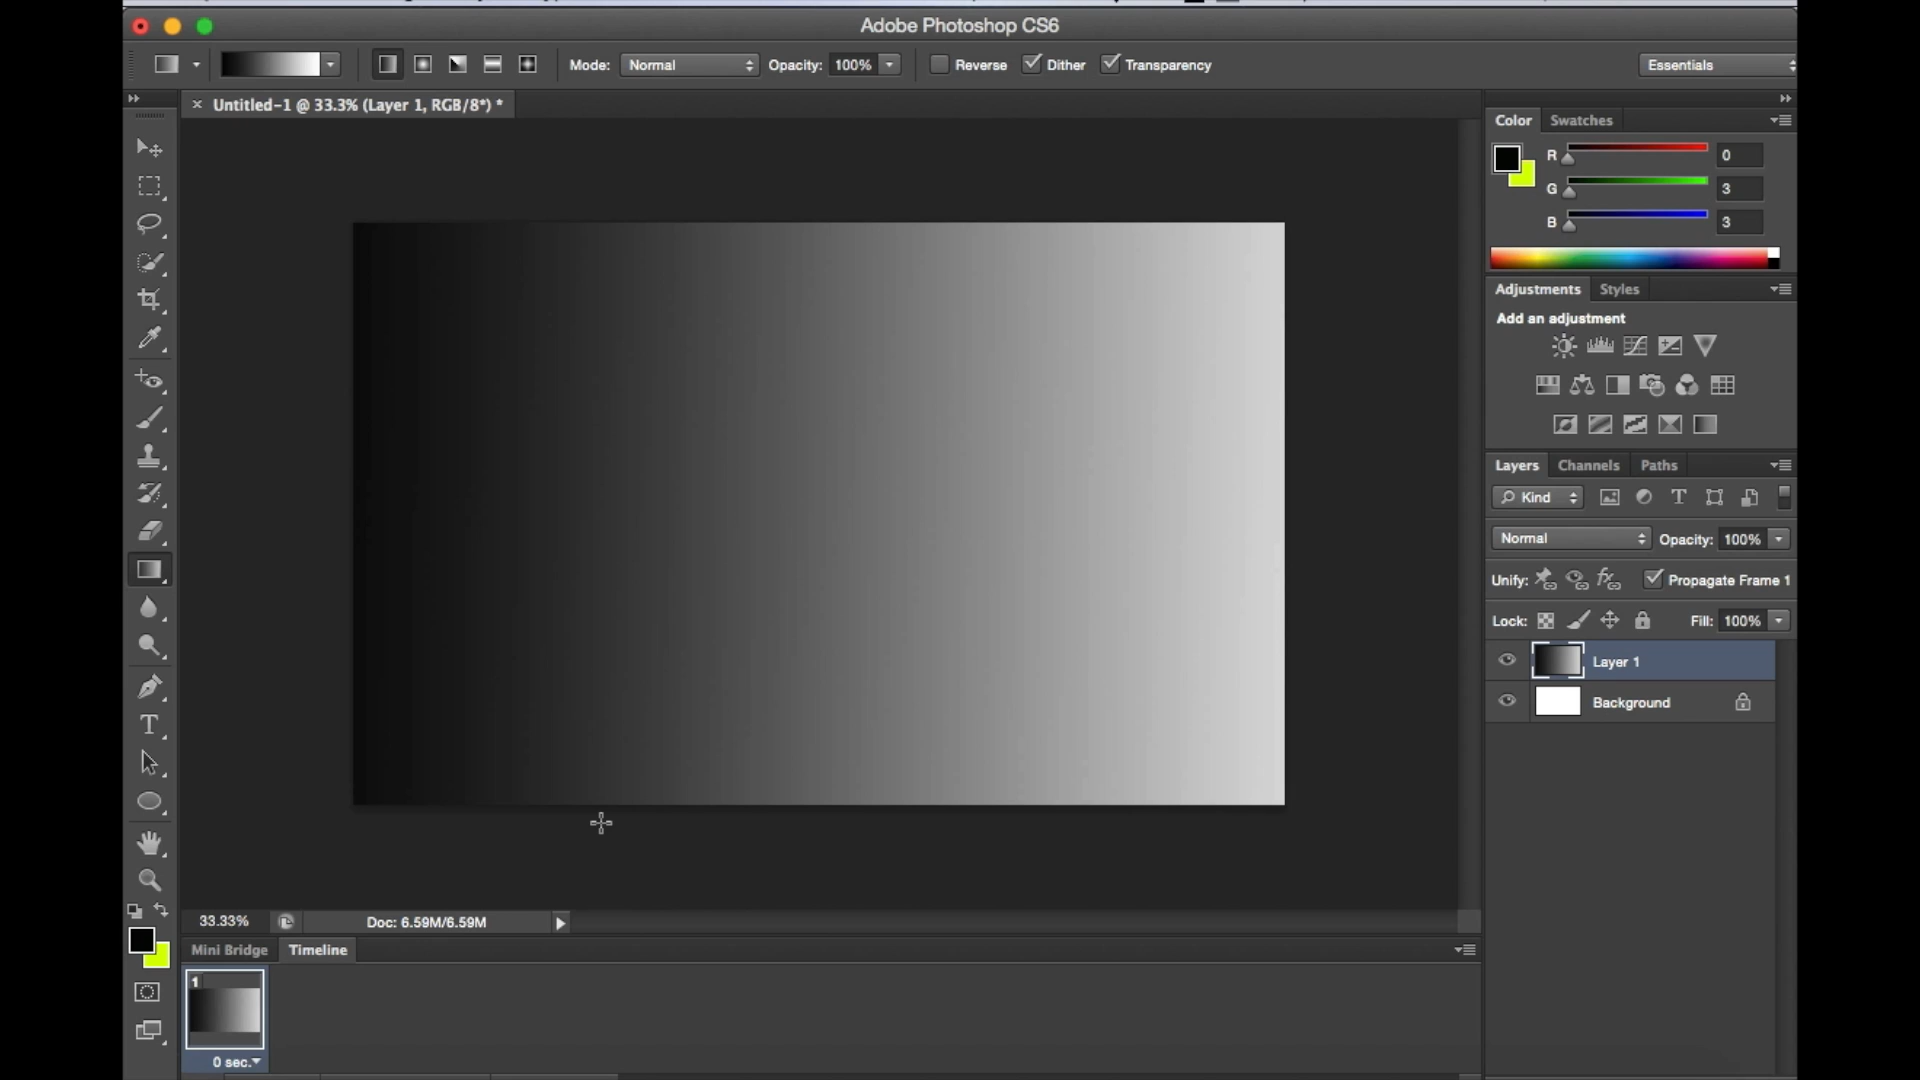 Adobe Photoshop CS6
Mode: Normal Opacity: 100% Reverse Dither Transparency Essentials
× Untitled-1 @ 33.3% (Layer 1, RGB/8*) *
Color Swatches
R 0
G 3
B 3
Adjustments Styles
Add an adjustment
Layers Channels Paths
Kind
Normal Opacity: 100%
Unify: Propagate Frame 1
Lock: Fill: 100%
Layer 1
Background
33.33% Doc: 6.59M/6.59M
Mini Bridge Timeline
1
0 sec.